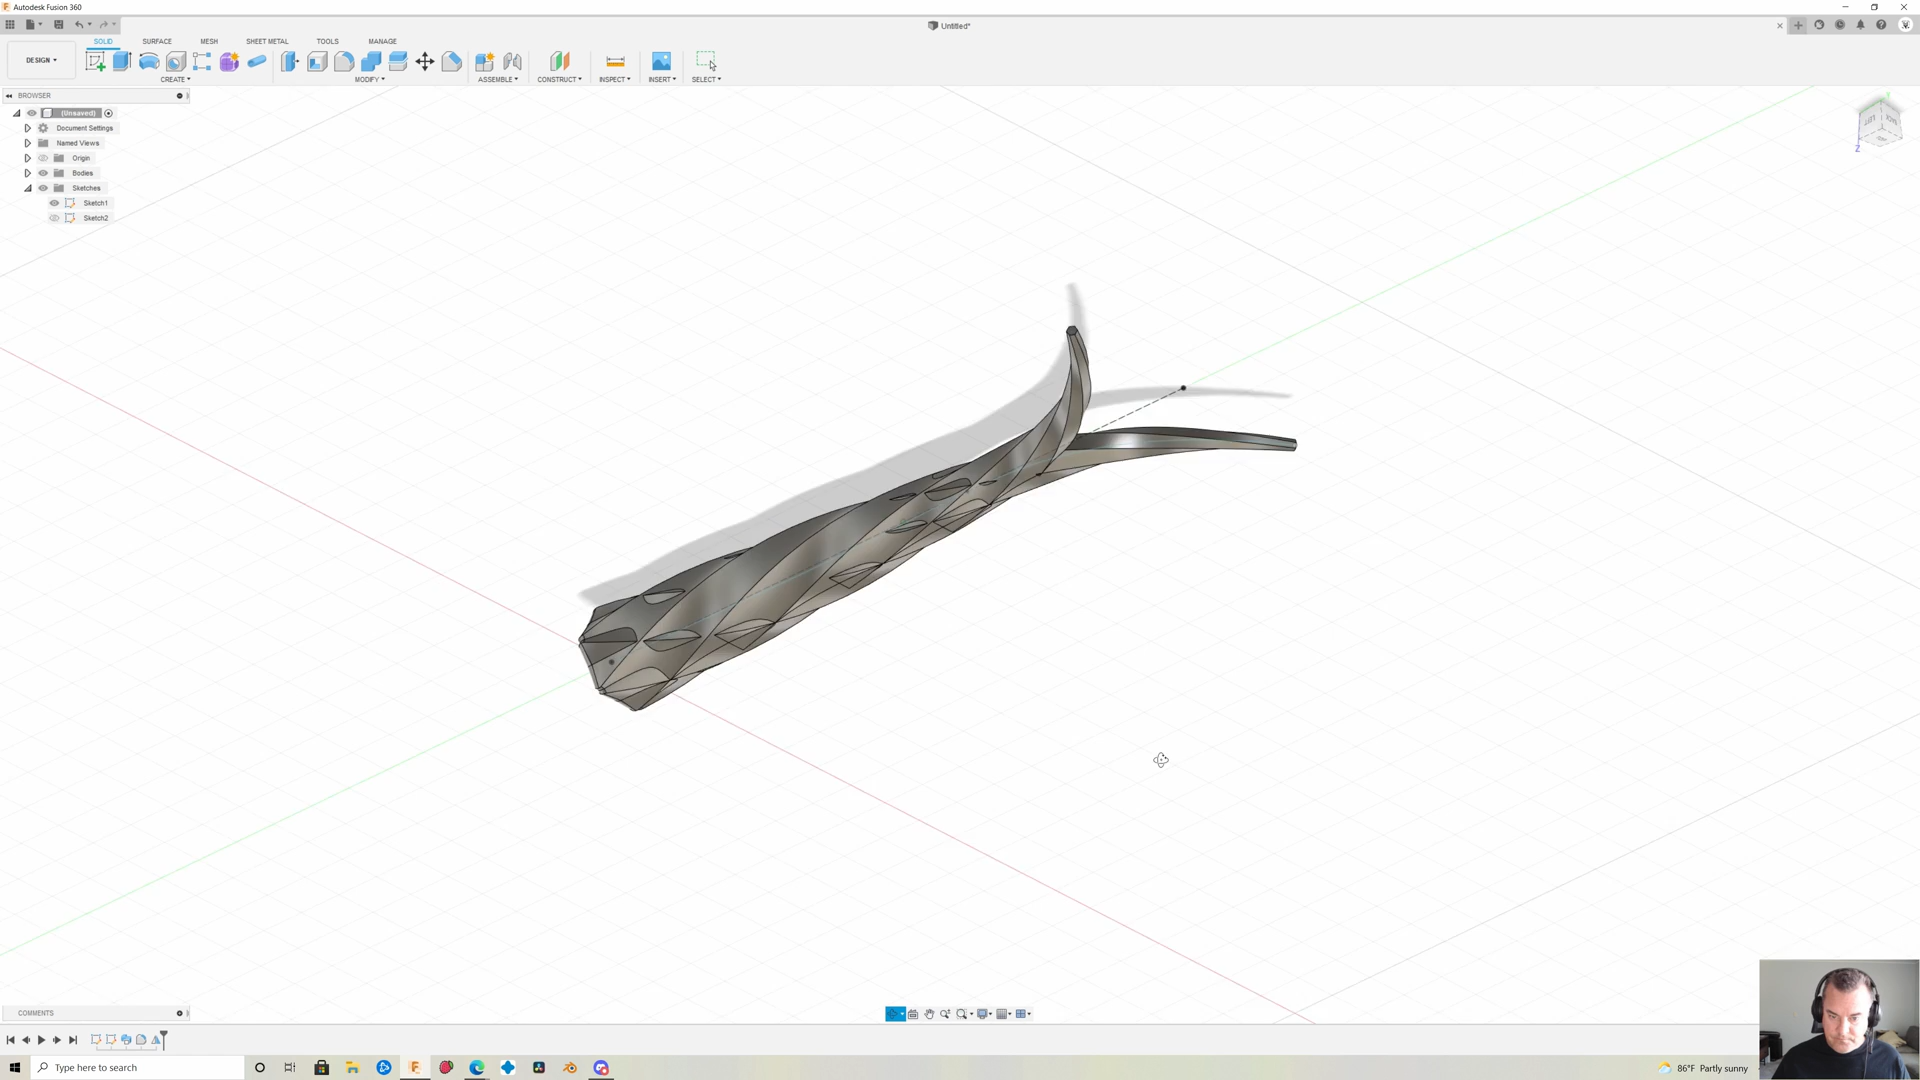 Autodesk Fusion 360
Untitled*
DESIGN
SOLID
SURFACE
MESH
SHEET METAL
TOOLS
MANAGE
CREATE
MODIFY
ASSEMBLE
CONSTRUCT
INSPECT
INSERT
SELECT
BROWSER
(Unsaved)
Document Settings
Named Views
Origin
Bodies
Sketches
Sketch1
Sketch2
LEFT
BACK
Z
COMMENTS
Type here to search
86°F Partly sunny